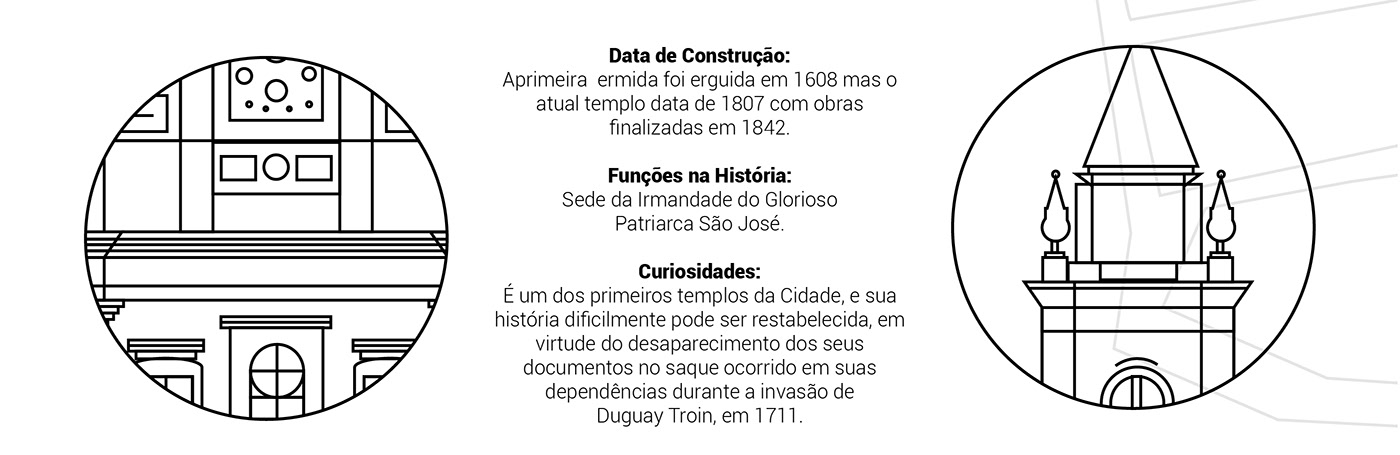 Data de Construção:
Aprimeira  ermida foi erguida em 1608 mas o
atual templo data de 1807 com obras
finalizadas em 1842.
Funções na História:
Sede da Irmandade do Glorioso
Patriarca São José.
Curiosidades:
É um dos primeiros templos da Cidade, e sua
história dificilmente pode ser restabelecida, em
virtude do desaparecimento dos seus
documentos no saque ocorrido em suas
dependências durante a invasão de
Duguay Troin, em 1711.